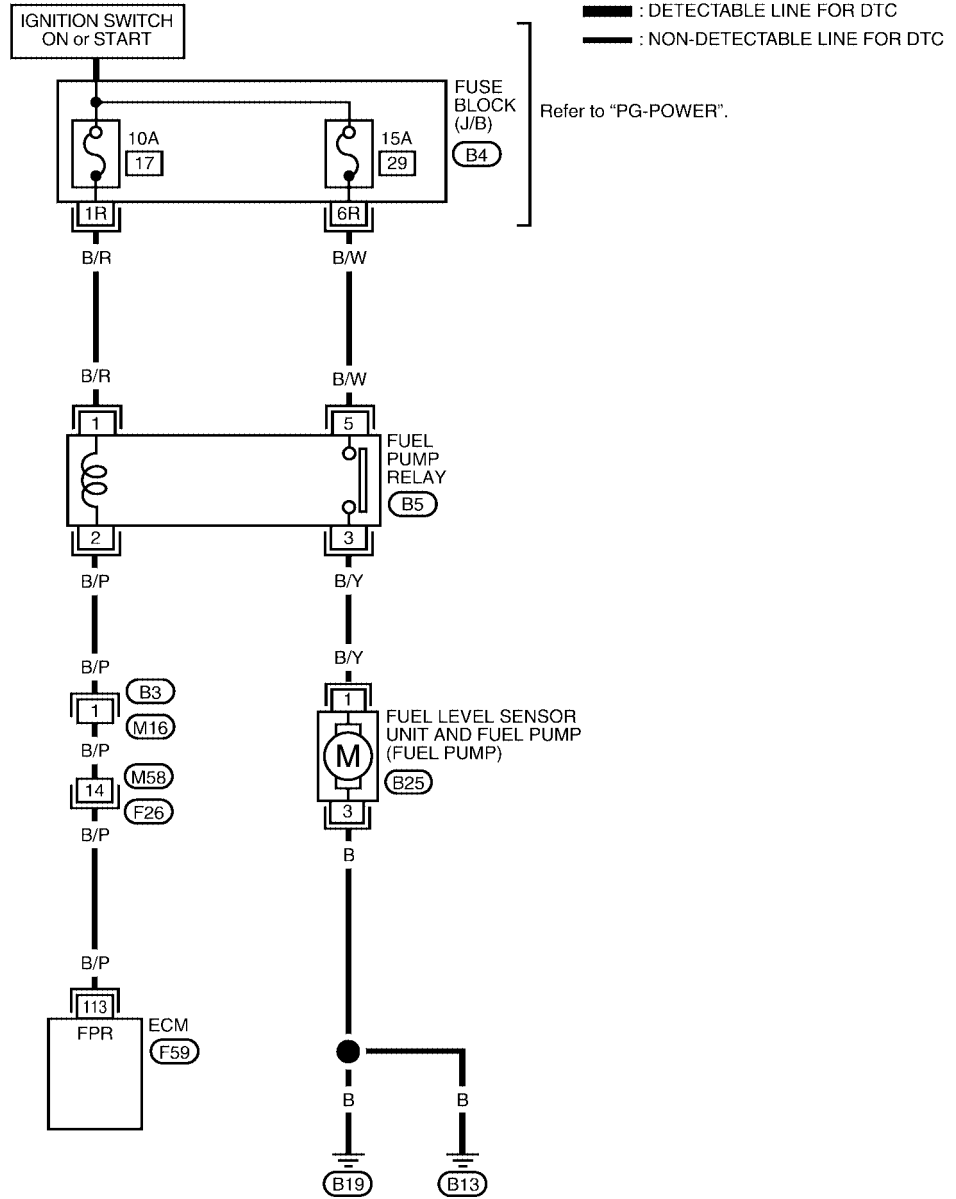 IGNITION SWITCH
ON or START
: DETECTABLE LINE FOR DTC
: NON-DETECTABLE LINE FOR DTC
FUSE
BLOCK
(J/B)
B4
Refer to "PG-POWER".
10A
17
15A
29
1R
6R
B/R
B/W
B/R
B/W
1
5
FUEL
PUMP
RELAY
B5
2
3
B/P
B/Y
B/P
B/Y
B3
1
M16
B/P
M58
14
F26
B/P
1
FUEL LEVEL SENSOR
UNIT AND FUEL PUMP
(FUEL PUMP)
M
B25
3
B
B/P
113
FPR
ECM
F59
B
B
B19
B13